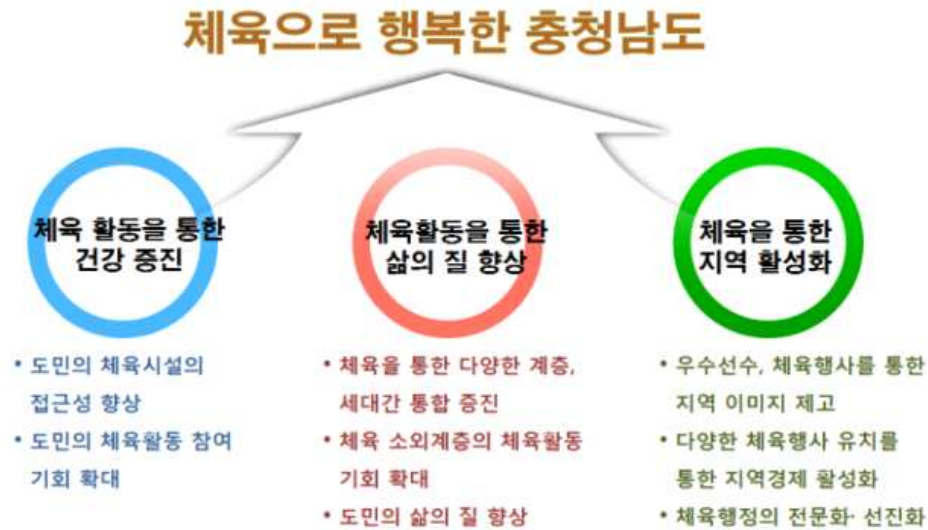 체육으로 행복한 충청남도
체육 활동을 통한
건강 증진
• 도민의 체육시설의
접근성 향상
• 도민의 체육활동 참여
기회 확대
체육활동을 통한
삶의 질 향상
• 체육을 통한 다양한 계층,
세대간 통합 증진
• 체육 소외계층의 체육활동
기회 확대
• 도민의 삶의 질 향상
체육을 통한
지역 활성화
• 우수선수, 체육행사를 통한
지역 이미지 제고
• 다양한 체육행사 유치를
통한 지역경제 활성화
• 체육행정의 전문화· 선진화